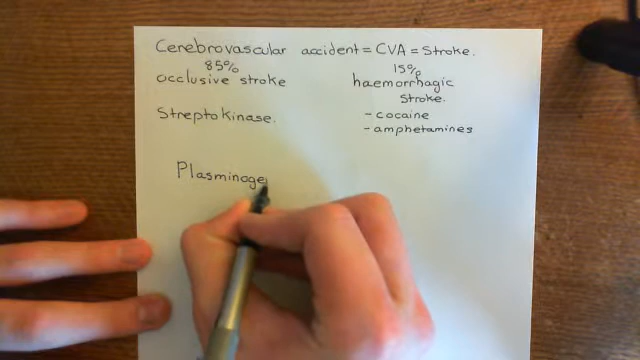 Cerebrovascular accident = CVA = Stroke.
85% 15%
occlusive stroke haemorrhagic
stroke.
Streptokinase. - cocaine
- amphetamines
Plasminoge